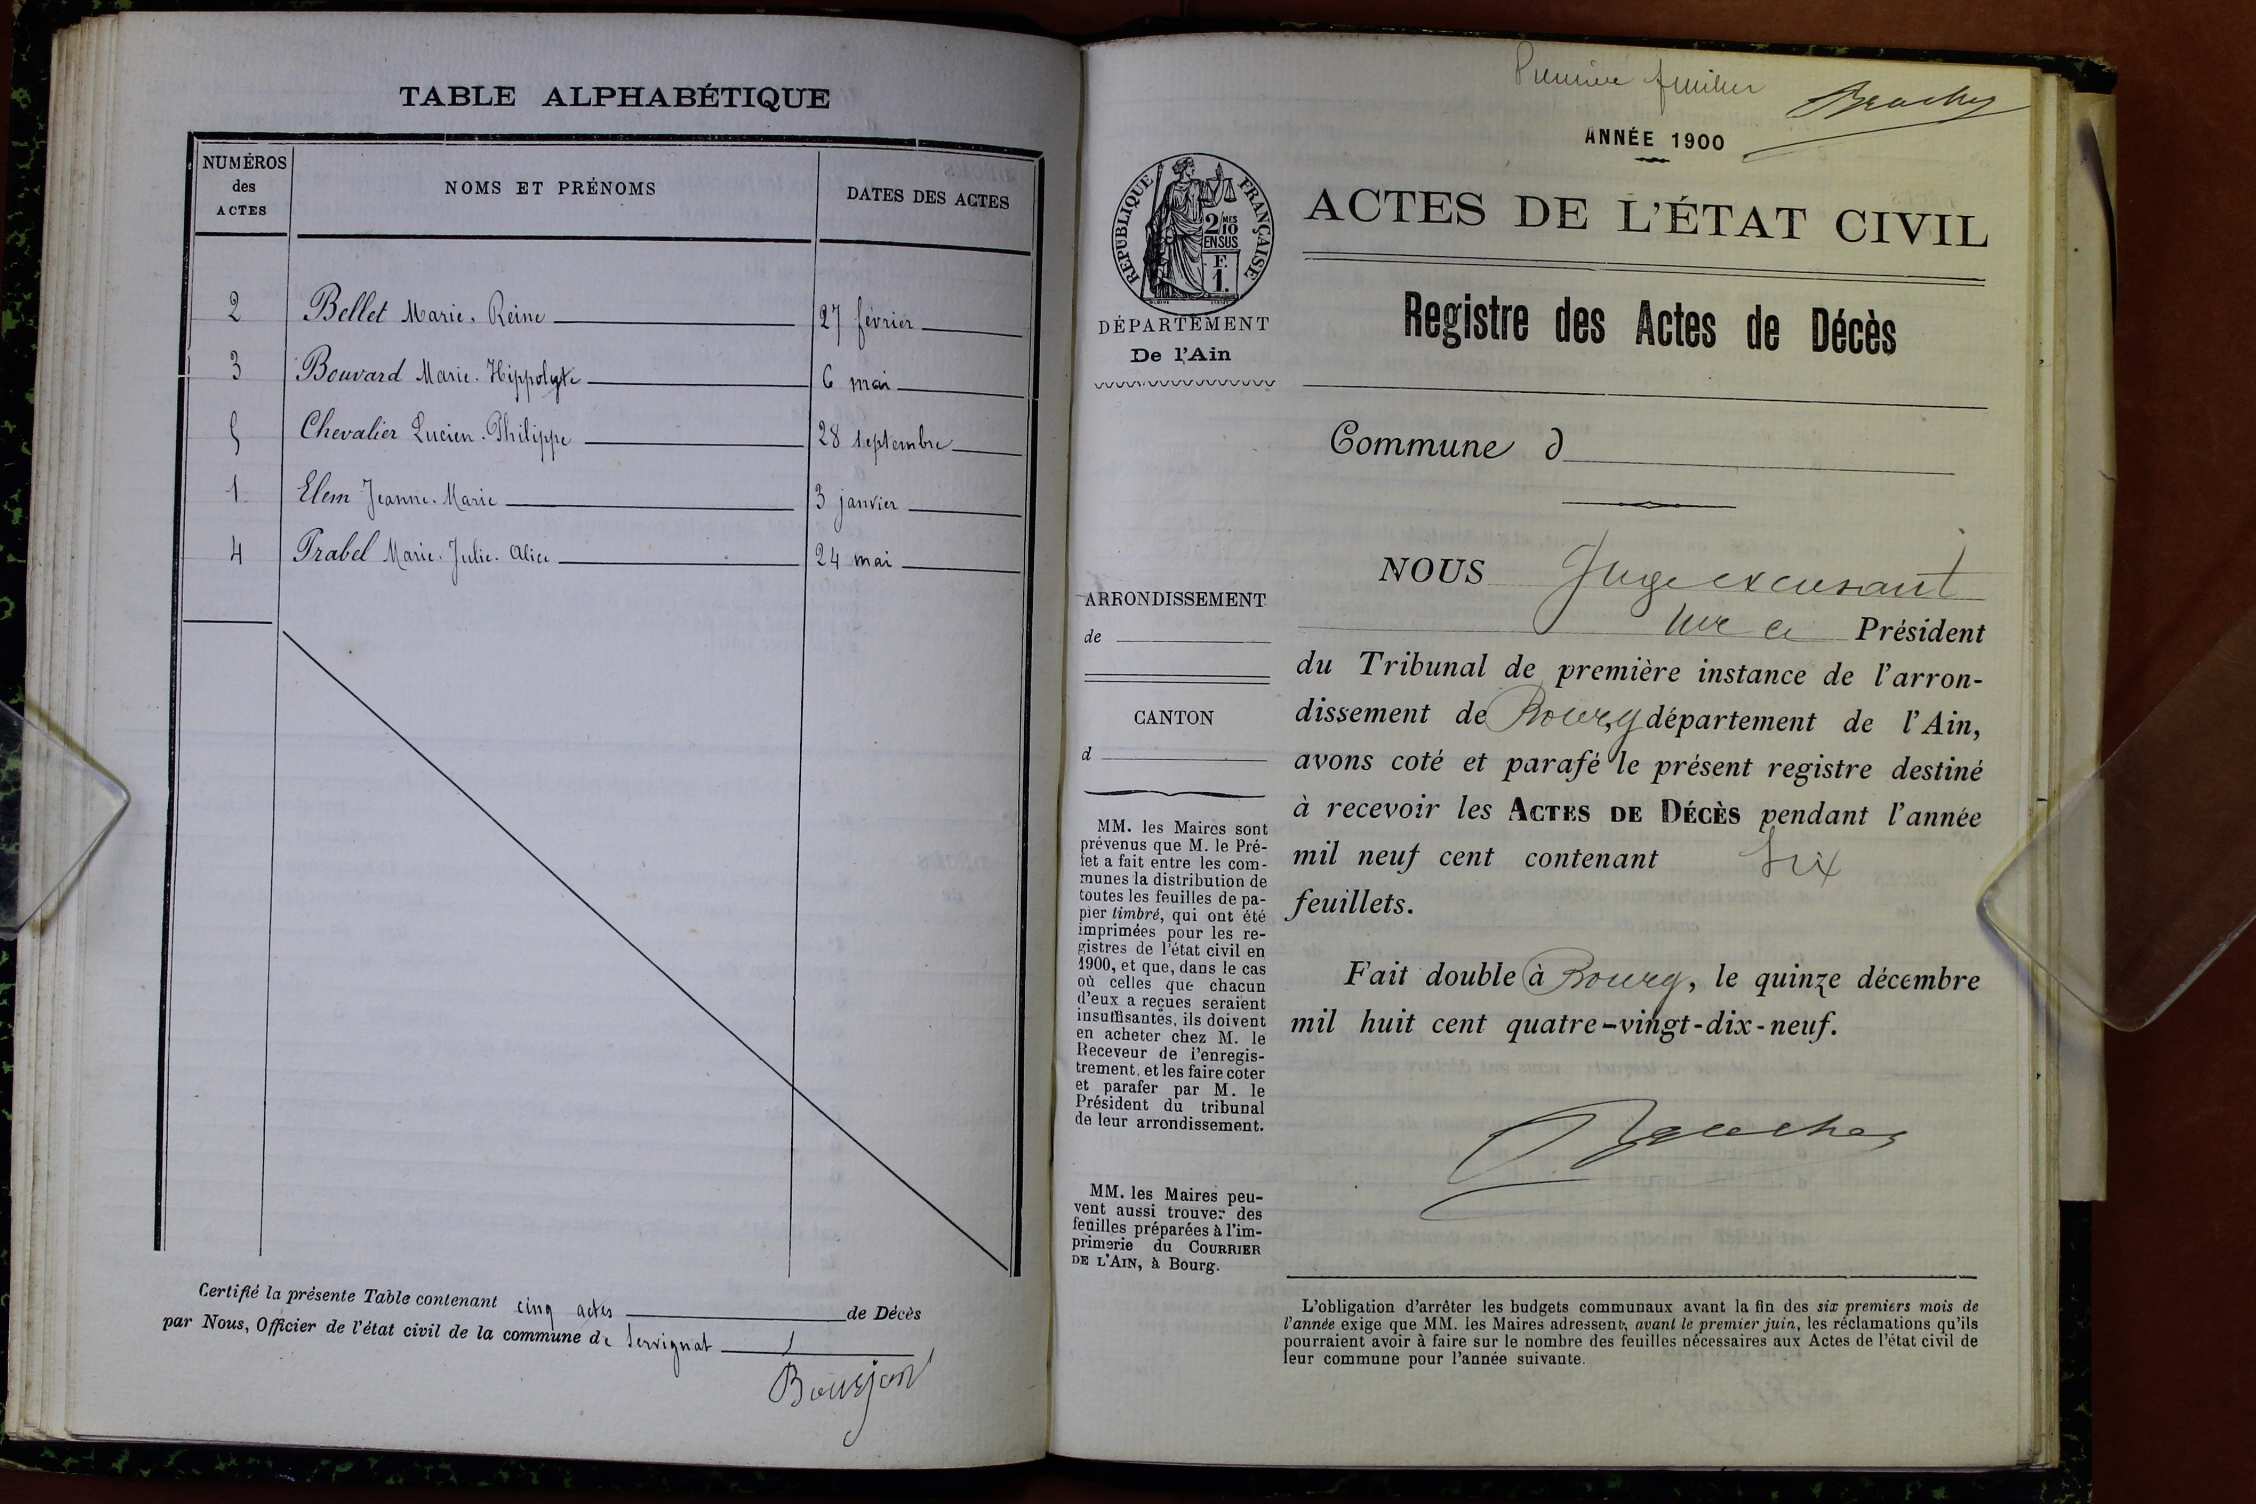 TABLE ALPHABÉTIQUE
NUMÉROS des ACTES
NOMS ET PRÉNOMS
DATES DES ACTES
2 Bellet Marie. Reine 27 février
3 Bouvard Marie. Hippolyte 6 mai
5 Chevalier Lucien. Philippe 28 septembre
1 Elem Jeanne. Marie 3 janvier
4 Prabel Marie. Julie. Alice 24 mai
Certifié la présente Table contenant cinq actes de Décès
par Nous, Officier de l'état civil de la commune de Servignat
Première
ANNÉE 1900
RÉPUBLIQUE FRANÇAISE
2/10 MES EN SUS
F. 1.
DÉPARTEMENT
De l'Ain
ACTES DE L'ÉTAT CIVIL
Registre des Actes de Décès
Commune d
ARRONDISSEMENT
de
CANTON
d
MM. les Maires sont
prévenus que M. le Pré-
fet a fait entre les com-
munes la distribution de
toutes les feuilles de pa-
pier timbré, qui ont été
imprimées pour les re-
gistres de l'état civil en
1900, et que, dans le cas
où celles que chacun
d'eux a reçues seraient
insuffisantes, ils doivent
en acheter chez M. le
Receveur de l'enregis-
trement, et les faire coter
et parafer par M. le
Président du tribunal
de leur arrondissement.
MM. les Maires peu-
vent aussi trouver des
feuilles préparées à l'im-
primerie du COURRIER
DE L'AIN, à Bourg.
NOUS Juge
Président
du Tribunal de première instance de l'arron-
dissement de Bourg département de l'Ain,
avons coté et parafé le présent registre destiné
à recevoir les ACTES DE DÉCÈS pendant l'année
mil neuf cent contenant six
feuillets.
Fait double à Bourg, le quinze décembre
mil huit cent quatre-vingt-dix-neuf.
L'obligation d'arrêter les budgets communaux avant la fin des six premiers mois de
l'année exige que MM. les Maires adressent, avant le premier juin, les réclamations qu'ils
pourraient avoir à faire sur le nombre des feuilles nécessaires aux Actes de l'état civil de
leur commune pour l'année suivante.